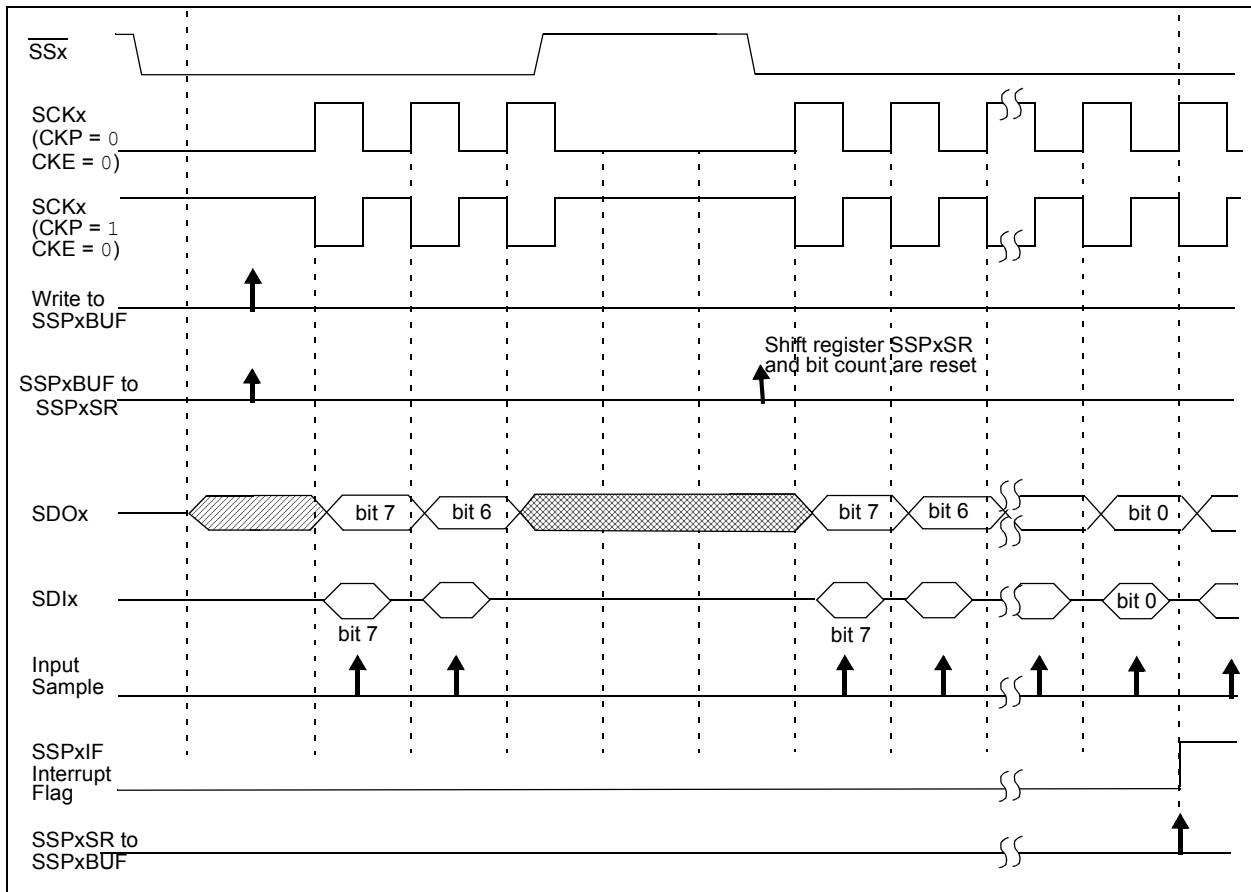 SSx
SCKx
(CKP = 0
CKE = 0)
SCKx
(CKP = 1
CKE = 0)
Write to
SSPxBUF
Shift register SSPxSR
and bit count are reset
SSPxBUF to
SSPxSR
SDOx
bit 7
bit 6
bit 7
bit 6
bit 0
SDIx
bit 0
bit 7
bit 7
Input
Sample
SSPxIF
Interrupt
Flag
SSPxSR to
SSPxBUF